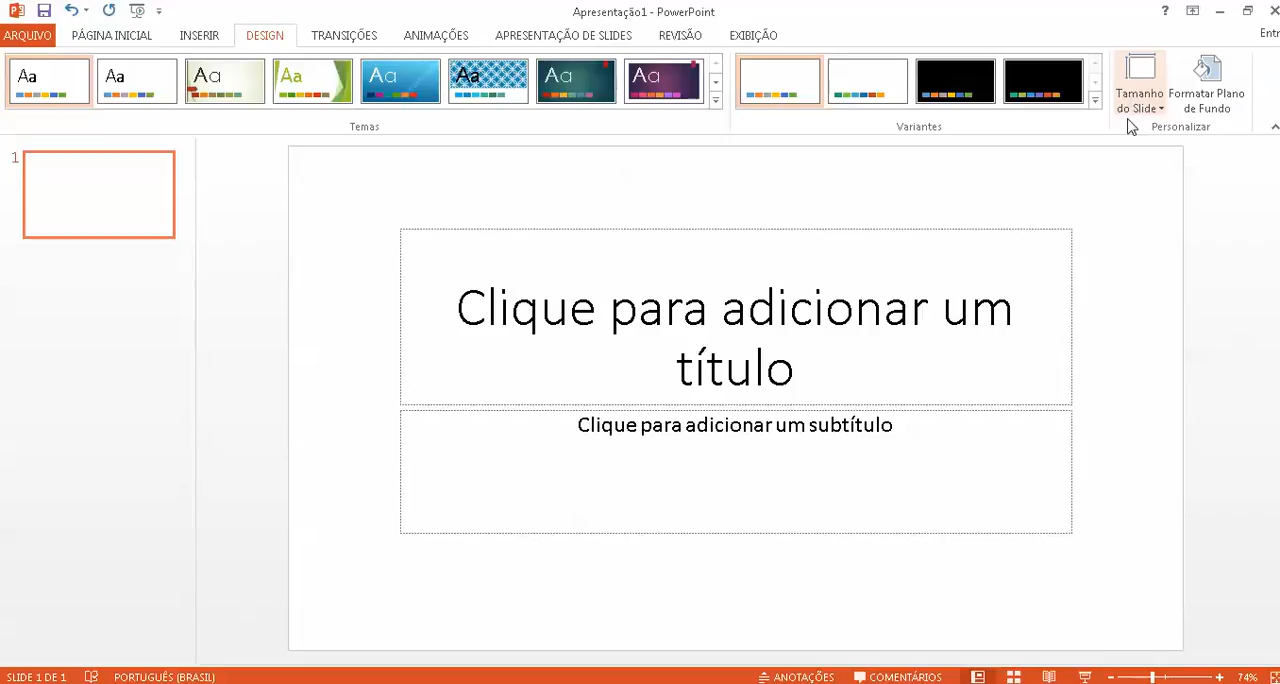 Apresentação1 - PowerPoint
?
ARQUIVO PÁGINA INICIAL INSERIR DESIGN TRANSIÇÕES ANIMAÇÕES APRESENTAÇÃO DE SLIDES REVISÃO EXIBIÇÃO Entr
Aa Aa Aa Aa Aa Aa Aa Aa
Tamanho do Slide
Formatar Plano de Fundo
Temas Variantes Personalizar
1
Clique para adicionar um
título
Clique para adicionar um subtítulo
SLIDE 1 DE 1 PORTUGUÊS (BRASIL) ANOTAÇÕES COMENTÁRIOS 74%